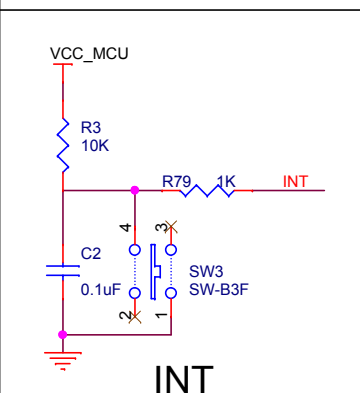 VCC_MCU
R3
10K
R79 1K INT
4 3
C2
0.1uF
SW3
SW-B3F
2 1
INT